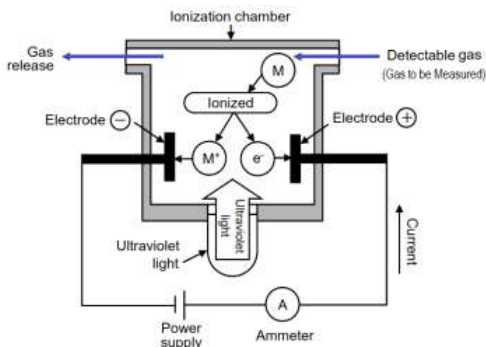 Ionization chamber
Gas
release
Detectable gas
(Gas to be Measured)
M
Ionized
Electrode −
Electrode +
M+
e-
Ultraviolet
light
Ultraviolet
light
Current
A
Power
supply
Ammeter